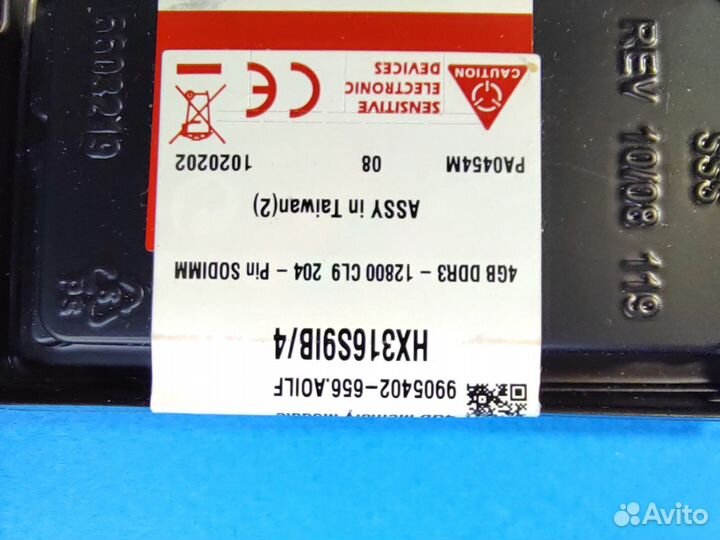 9905402-656.A01LF
HX316S9IB/4
4GB DDR3 - 12800 CL9 204 - Pin SODIMM
ASSY in Taiwan(2)
PA0454M 08 1020202
CAUTION
SENSITIVE
ELECTRONIC
DEVICES
CE
REV 10/08 119
Avito